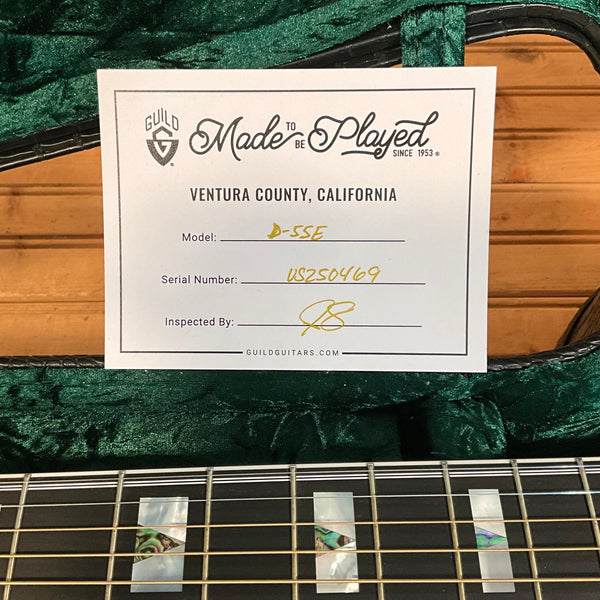 GUILD
G
®
Made TO BE Played
SINCE 1953 ®
VENTURA COUNTY, CALIFORNIA
Model: D-55E
Serial Number: US250469
Inspected By: JS
GUILDGUITARS.COM